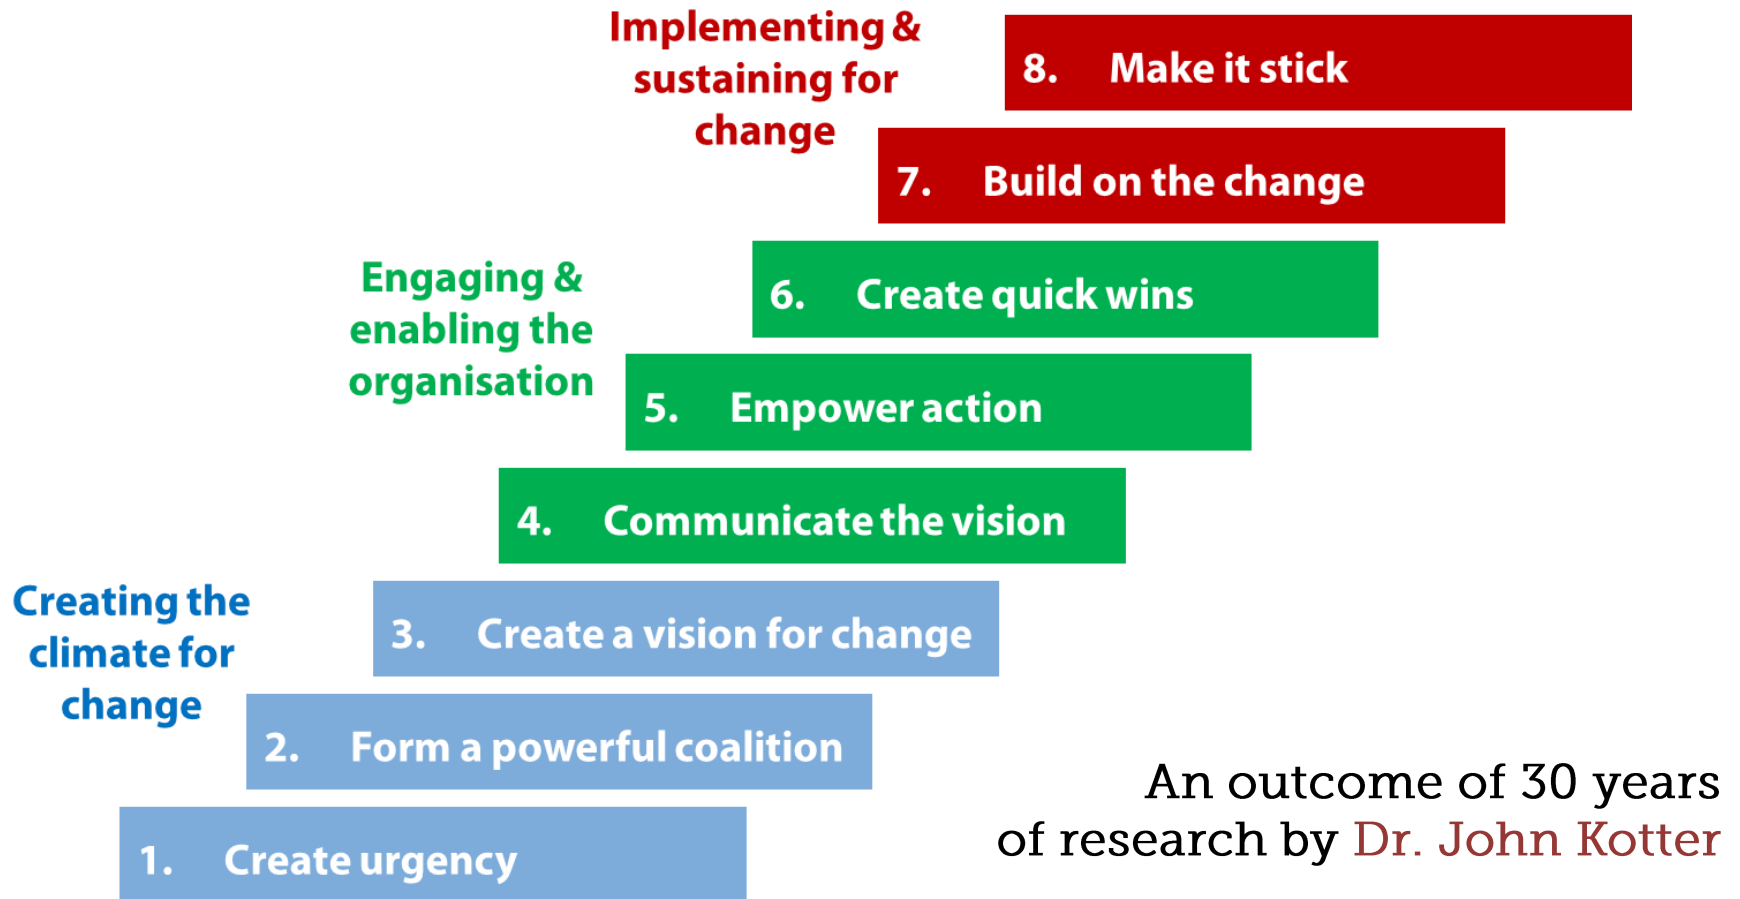 Implementing &
sustaining for
change
8. Make it stick
7. Build on the change
Engaging &
enabling the
organisation
6. Create quick wins
5. Empower action
4. Communicate the vision
Creating the
climate for
change
3. Create a vision for change
2. Form a powerful coalition
1. Create urgency
An outcome of 30 years
of research by Dr. John Kotter